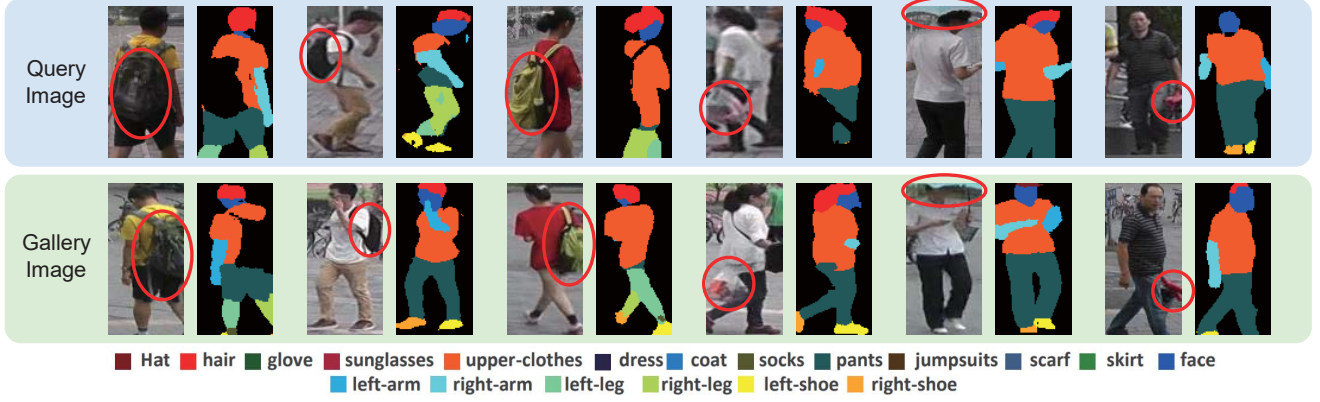 Query
Image
Gallery
Image
Hat hair glove sunglasses upper-clothes dress coat socks pants jumpsuits scarf skirt face
left-arm right-arm left-leg right-leg left-shoe right-shoe